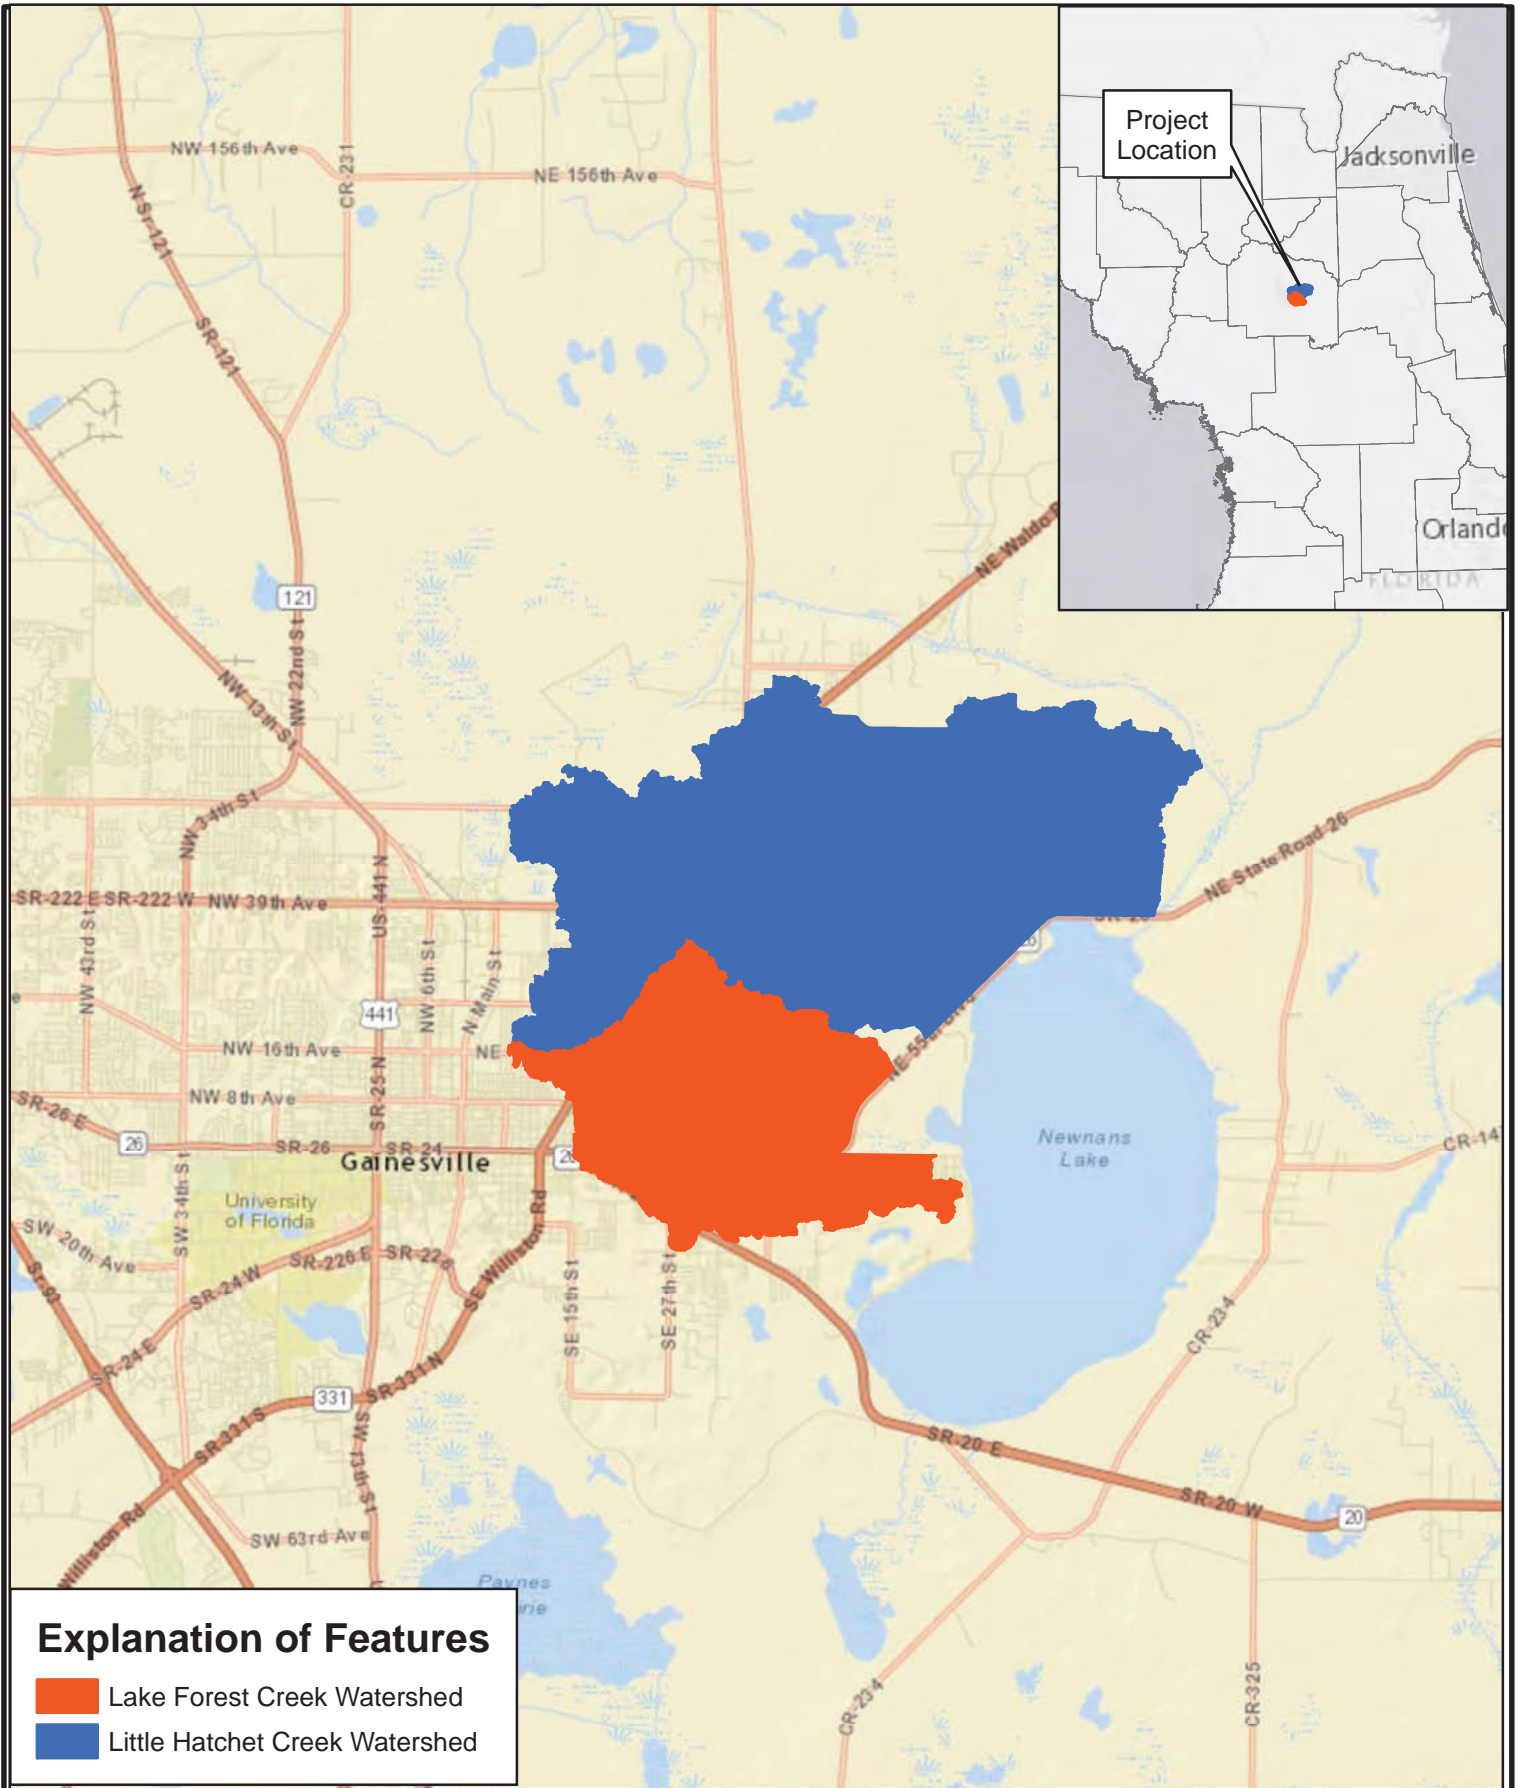 Project
Location
Jacksonville
FLORIDA
NW 156th Ave
NE 156th Ave
CR-231
N Sr-121
SR-121
121
NW 22nd St
NW 13th St
NW 34th St
NE Waldo
NE State Road 26
SR-222 E
SR-222 W
NW 39th Ave
US-441 N
NW 43rd St
NW 6th St
N Main St
441
NW 16th Ave
NE
NW 8th Ave
SR-25 N
SR-26 E
26
SR-26
SR-24
Gainesville
University
of Florida
SW 34th St
SW 20th Ave
Sr-93
SR-24 W
SR-226 E
SR-226
SR-24 E
SE Williston Rd
SE 15th St
SE 27th St
Newnans
Lake
CR-234
331
SR-331 N
SR-331 S
SW 13th St
SW 63rd Ave
Williston Rd
SR-20 E
SR-20 W
20
Paynes
CR-234
CR-325
Explanation of Features
Lake Forest Creek Watershed
Little Hatchet Creek Watershed